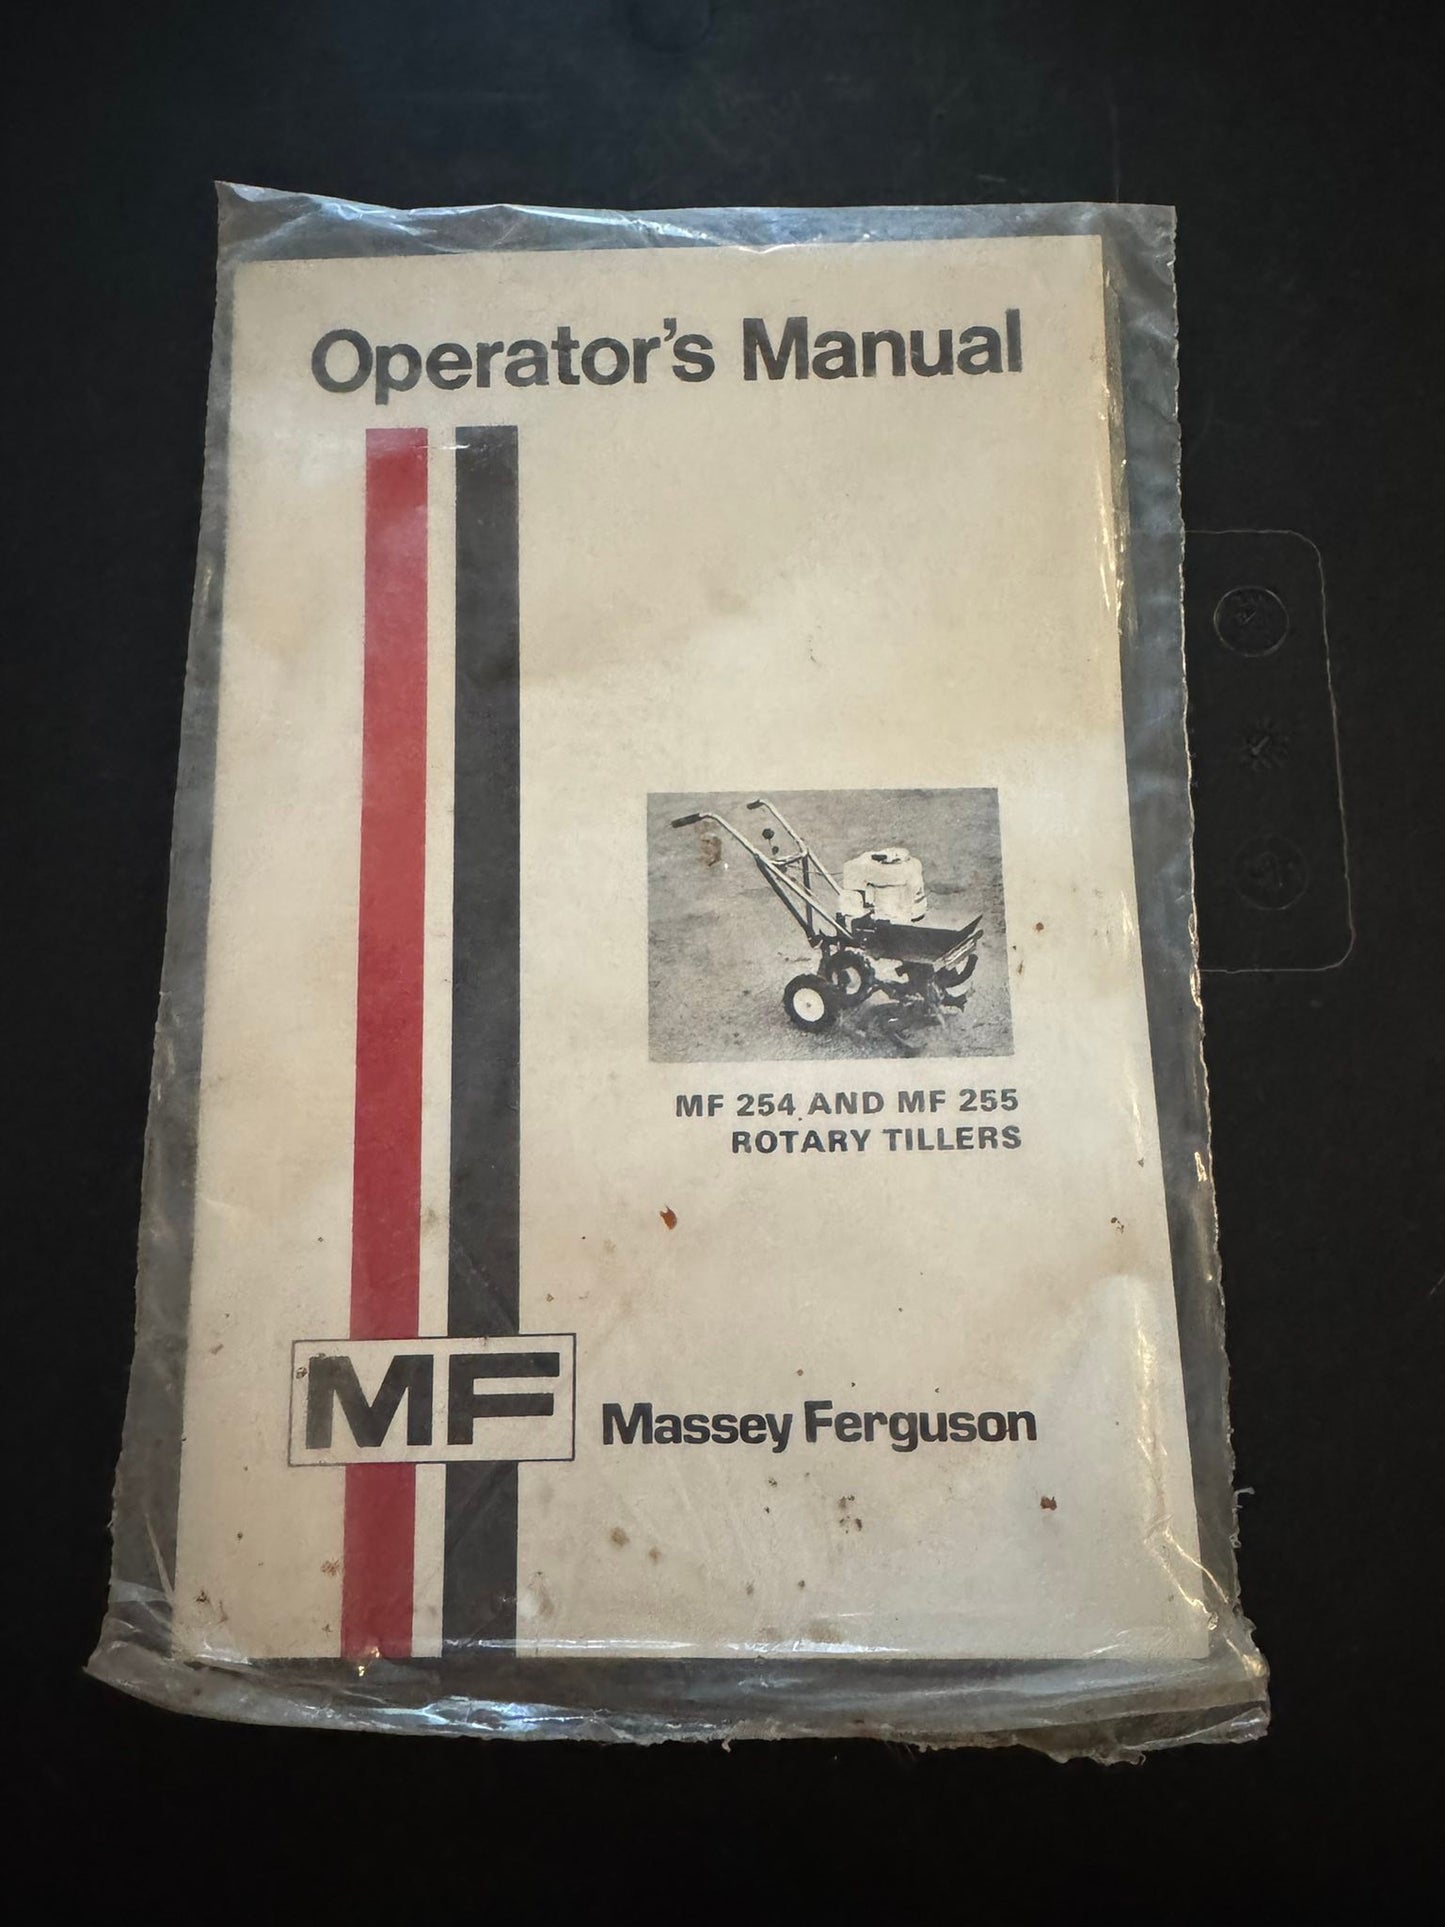 Operator's Manual
MF 254 AND MF 255
ROTARY TILLERS
MF Massey Ferguson